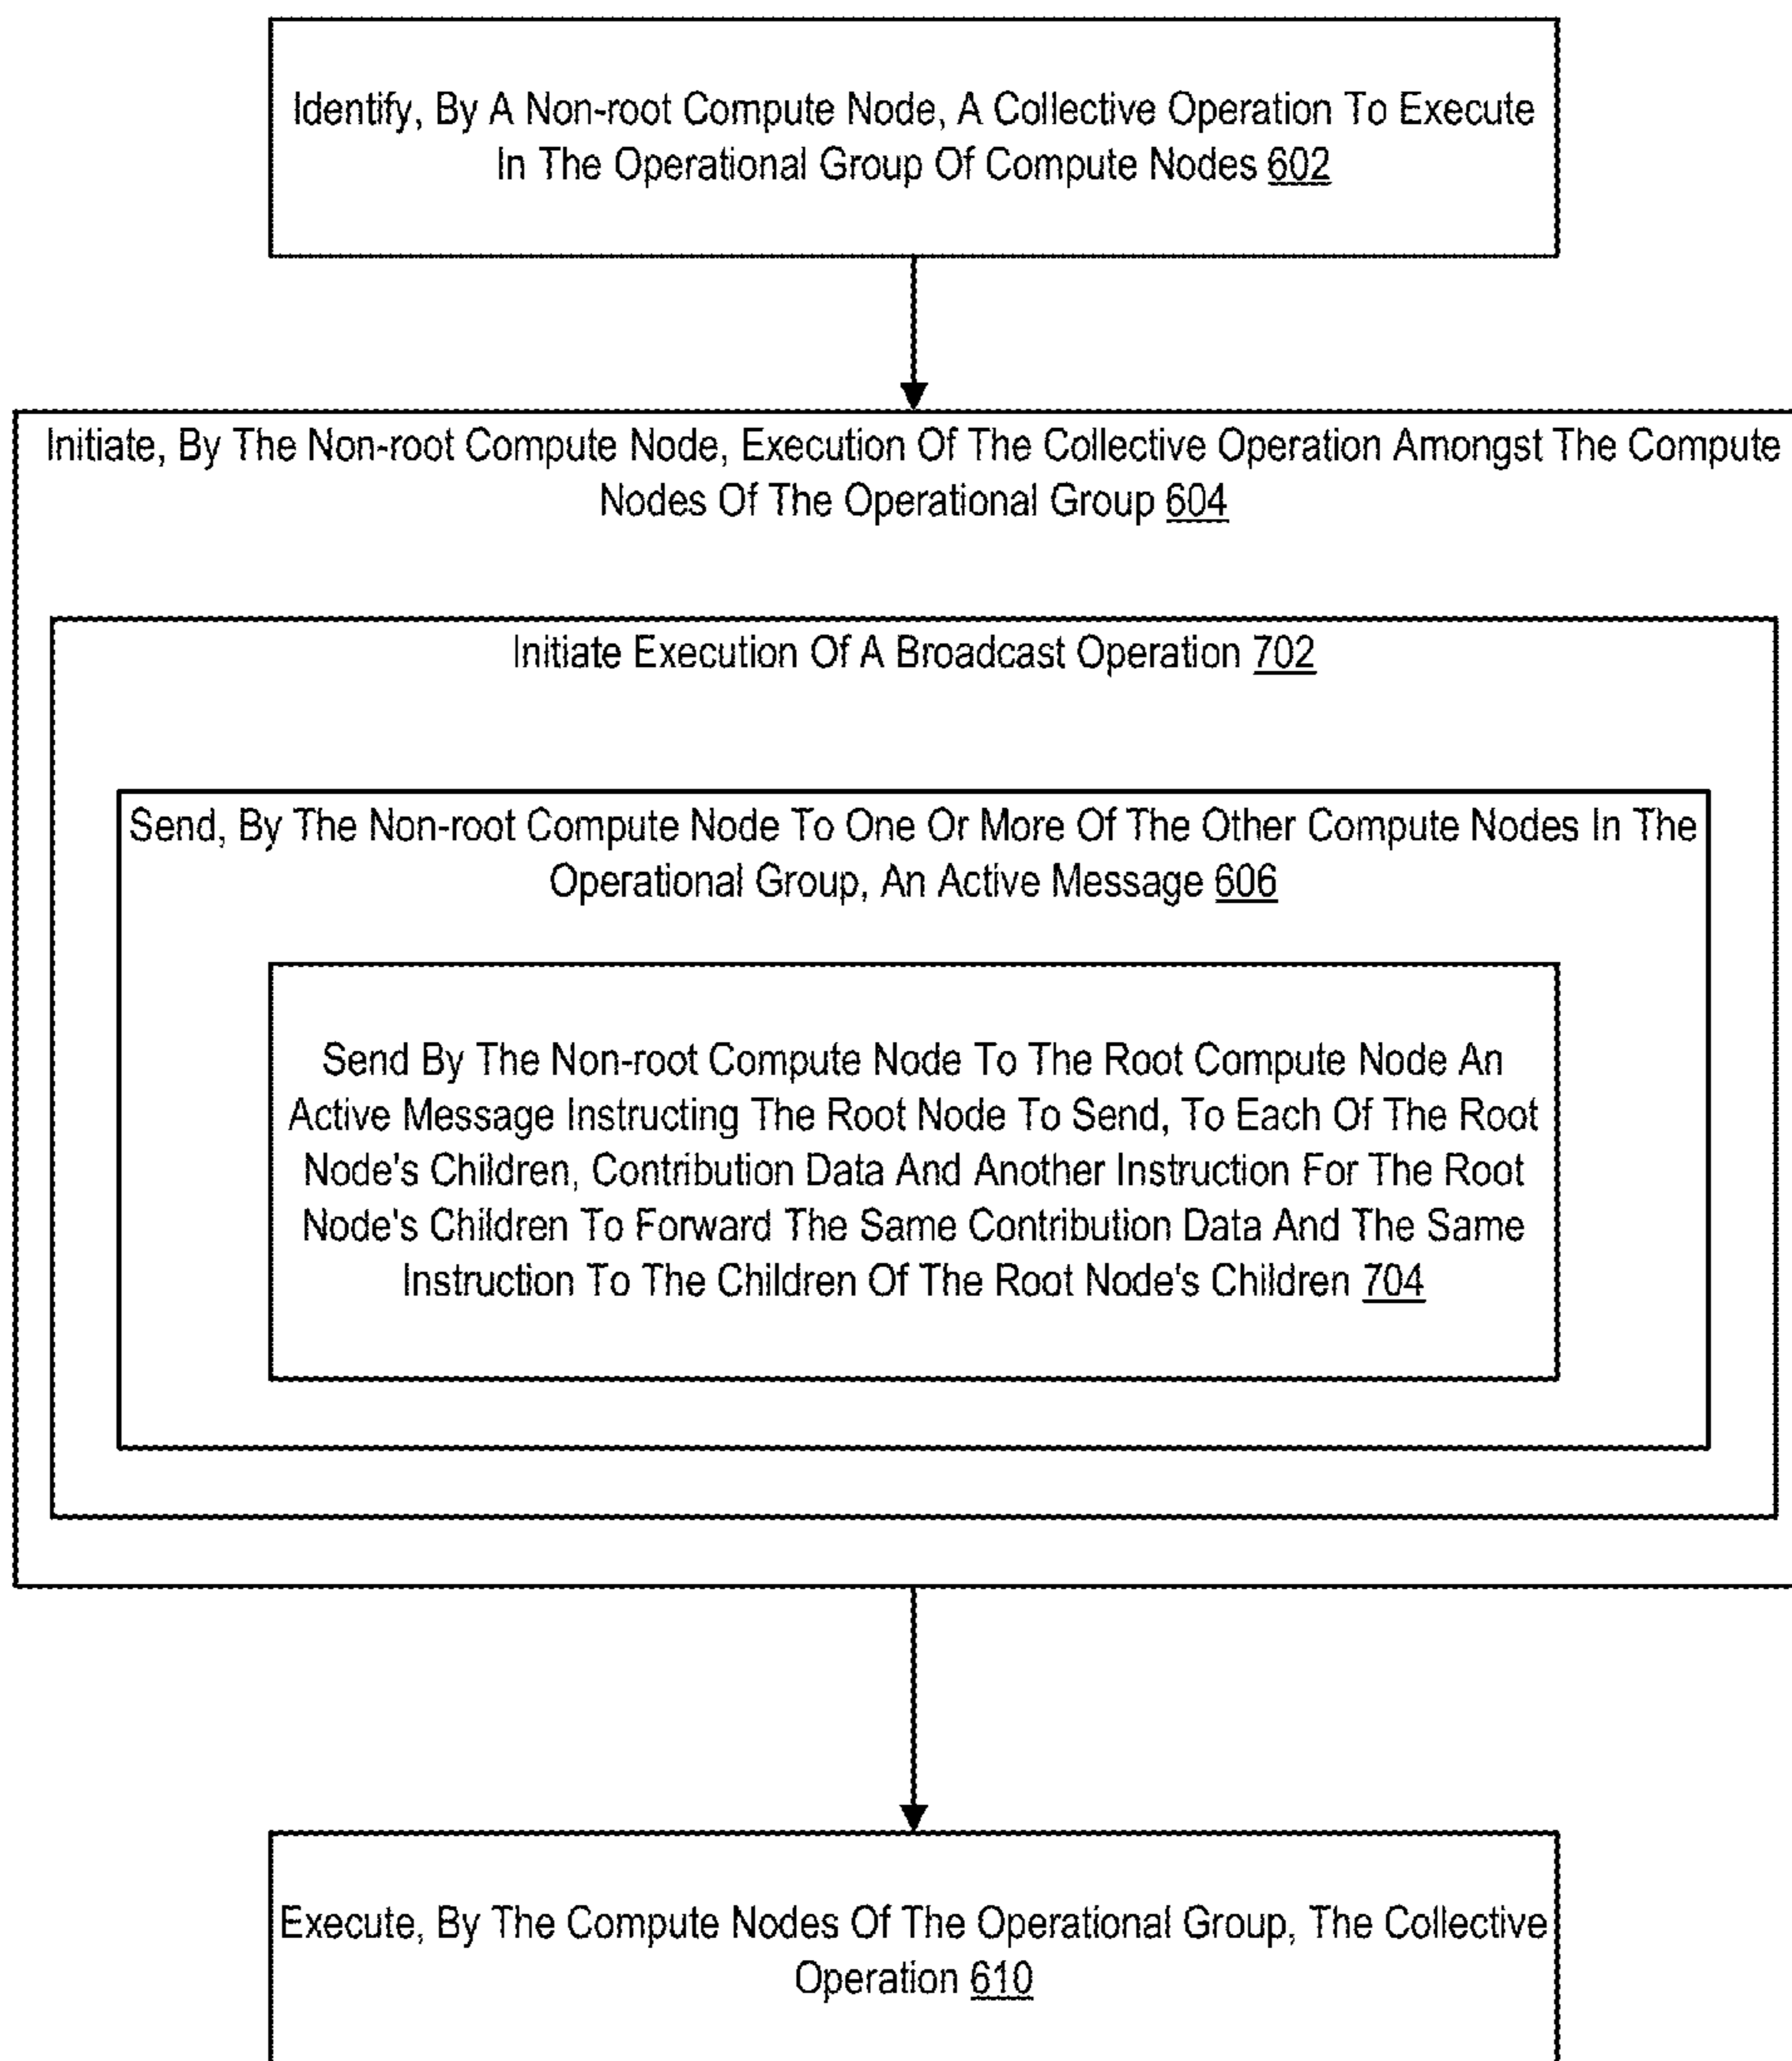 Identify, By A Non-root Compute Node, A Collective Operation To Execute
In The Operational Group Of Compute Nodes 602
Initiate, By The Non-root Compute Node, Execution Of The Collective Operation Amongst The Compute
Nodes Of The Operational Group 604
Initiate Execution Of A Broadcast Operation 702
Send, By The Non-root Compute Node To One Or More Of The Other Compute Nodes In The
Operational Group, An Active Message 606
Send By The Non-root Compute Node To The Root Compute Node An
Active Message Instructing The Root Node To Send, To Each Of The Root
Node's Children, Contribution Data And Another Instruction For The Root
Node's Children To Forward The Same Contribution Data And The Same
Instruction To The Children Of The Root Node's Children 704
Execute, By The Compute Nodes Of The Operational Group, The Collective
Operation 610